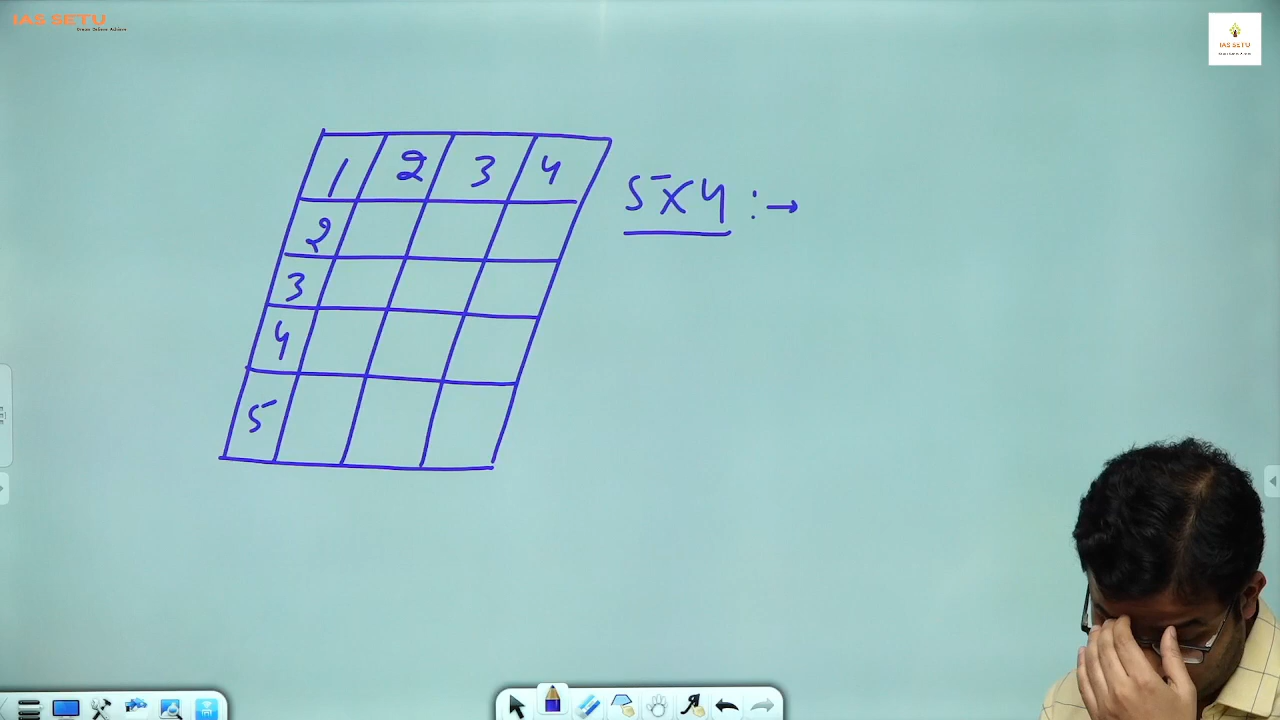 IAS SETU
IAS SETU
1 2 3 4
5x4 :→
2
3
4
5